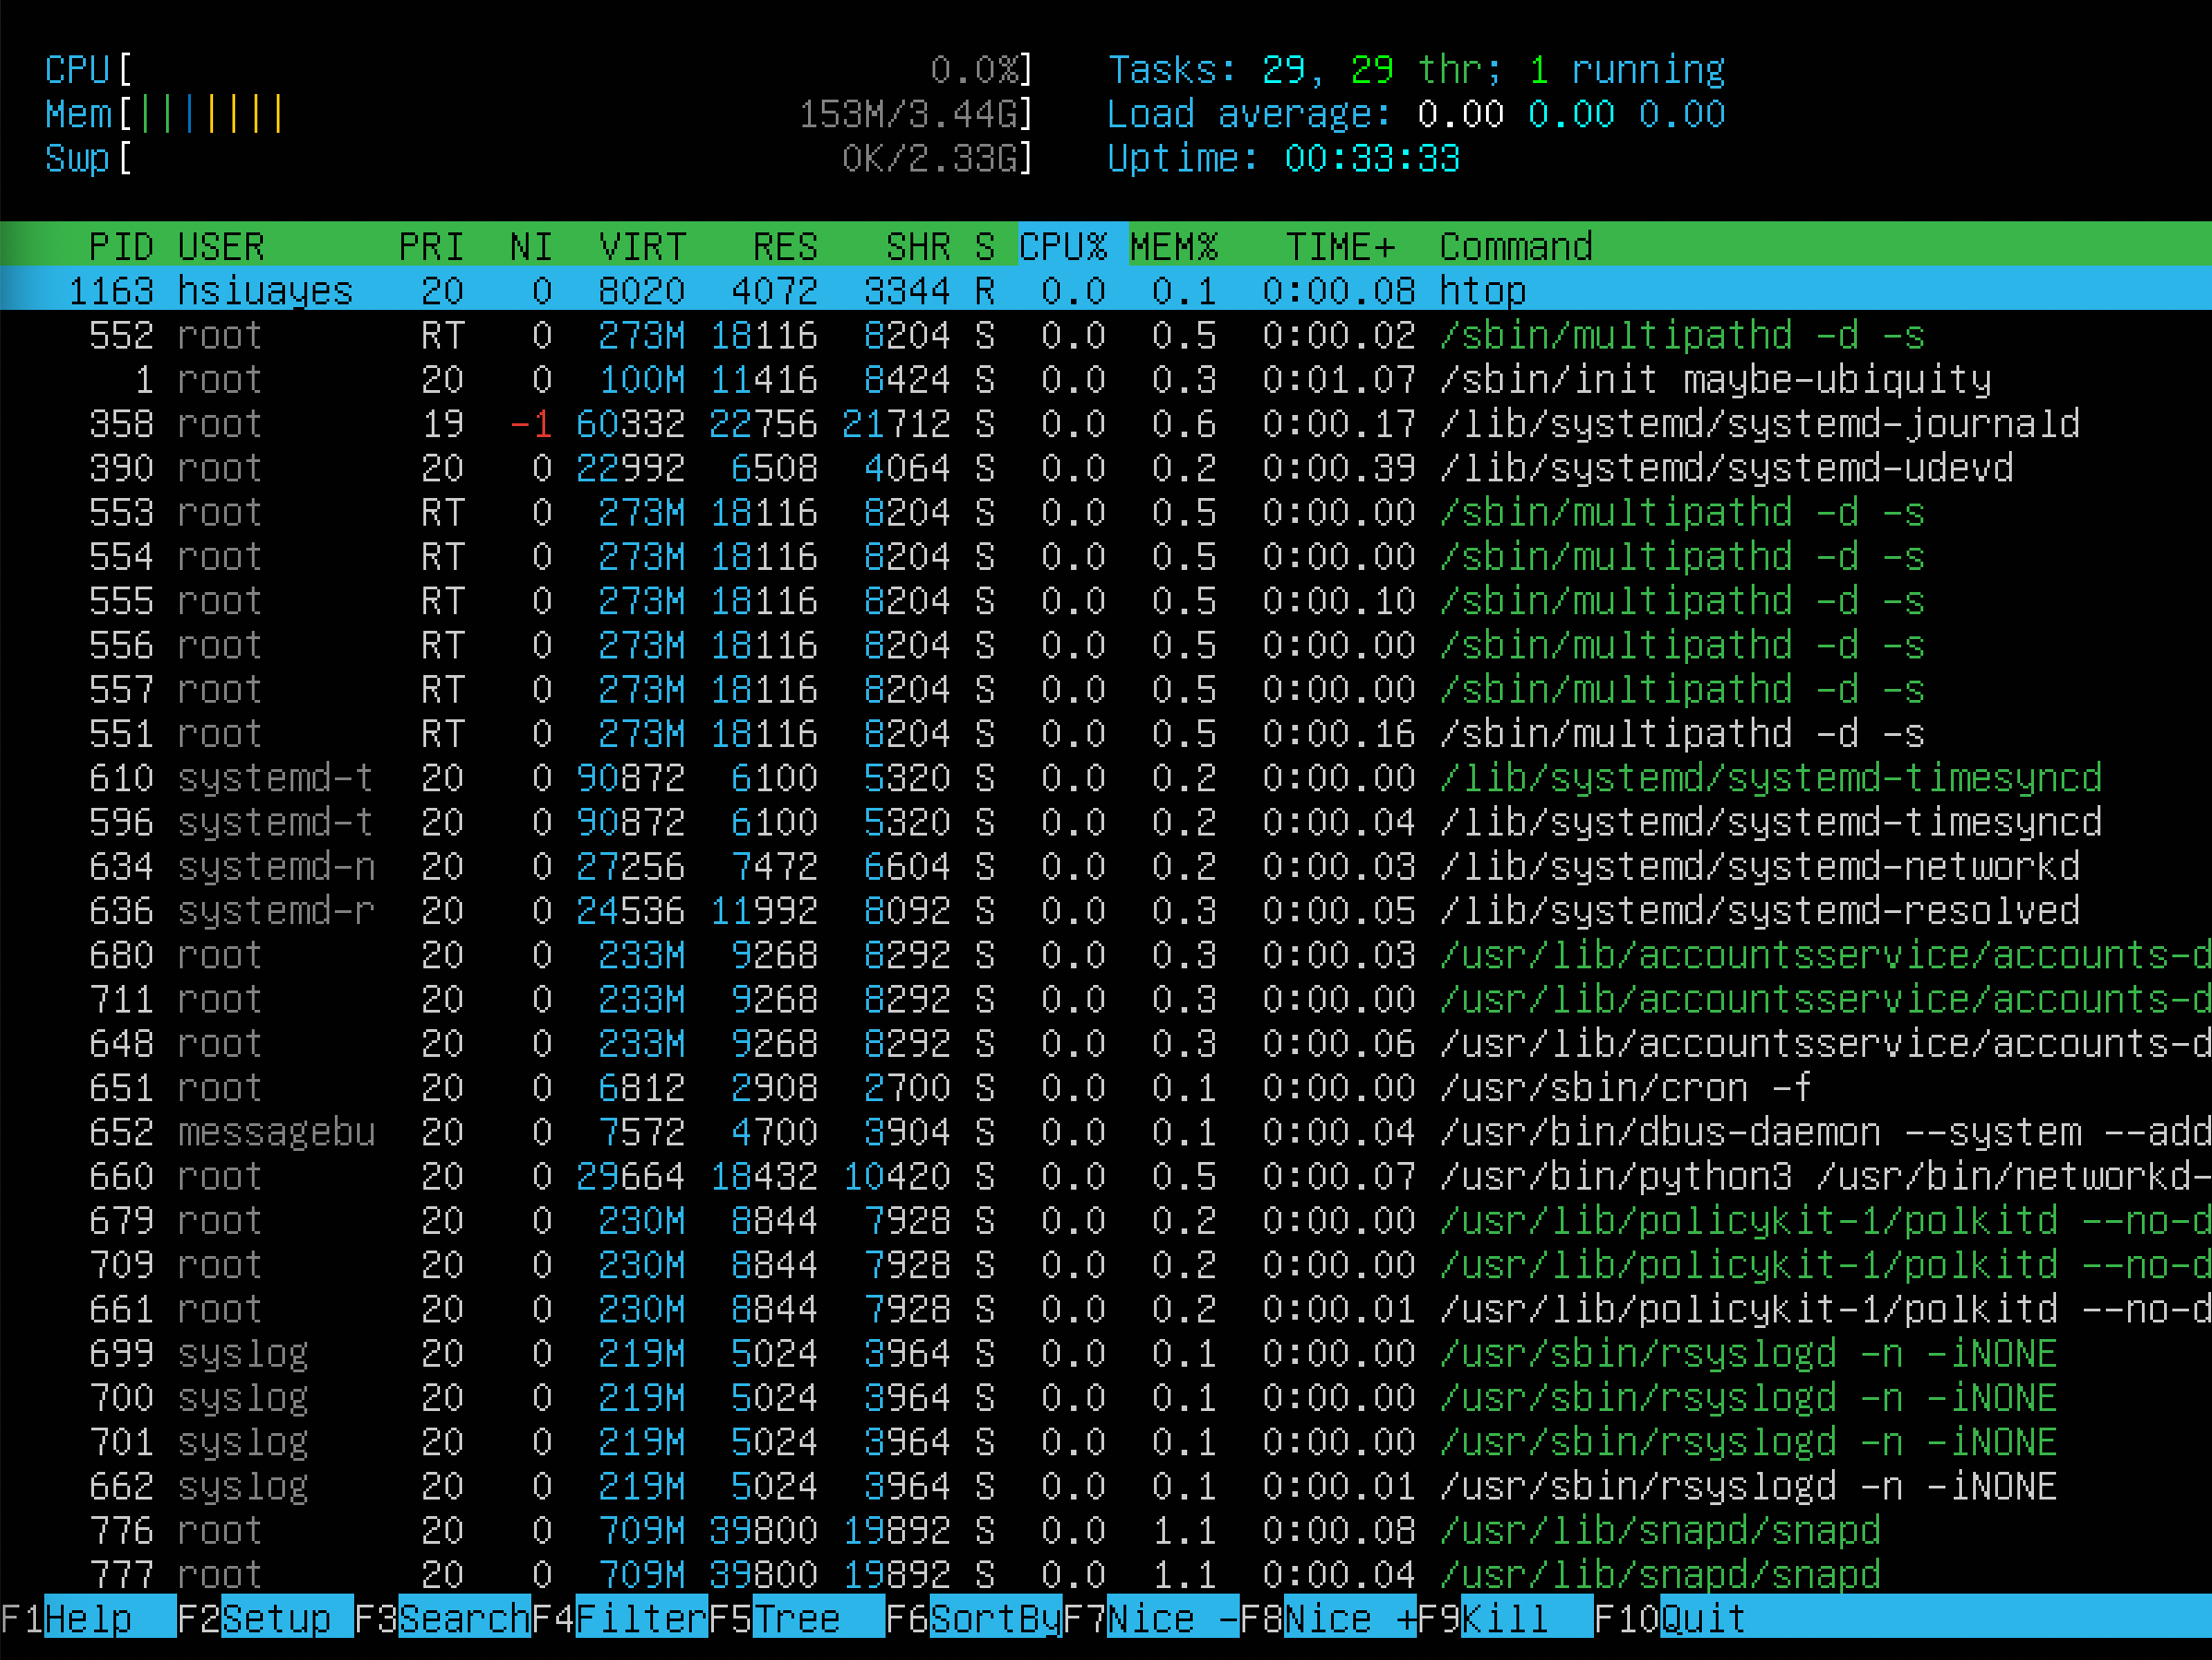 CPU[ 0.0%] Tasks: 29, 29 thr; 1 running
Mem[||||||| 153M/3.44G] Load average: 0.00 0.00 0.00
Swp[ 0K/2.33G] Uptime: 00:33:33
PID USER PRI NI VIRT RES SHR S CPU% MEM% TIME+ Command
1163 hsiuayes 20 0 8020 4072 3344 R 0.0 0.1 0:00.08 htop
552 root RT 0 273M 18116 8204 S 0.0 0.5 0:00.02 /sbin/multipathd -d -s
1 root 20 0 100M 11416 8424 S 0.0 0.3 0:01.07 /sbin/init maybe-ubiquity
358 root 19 -1 60332 22756 21712 S 0.0 0.6 0:00.17 /lib/systemd/systemd-journald
390 root 20 0 22992 6508 4064 S 0.0 0.2 0:00.39 /lib/systemd/systemd-udevd
553 root RT 0 273M 18116 8204 S 0.0 0.5 0:00.00 /sbin/multipathd -d -s
554 root RT 0 273M 18116 8204 S 0.0 0.5 0:00.00 /sbin/multipathd -d -s
555 root RT 0 273M 18116 8204 S 0.0 0.5 0:00.10 /sbin/multipathd -d -s
556 root RT 0 273M 18116 8204 S 0.0 0.5 0:00.00 /sbin/multipathd -d -s
557 root RT 0 273M 18116 8204 S 0.0 0.5 0:00.00 /sbin/multipathd -d -s
551 root RT 0 273M 18116 8204 S 0.0 0.5 0:00.16 /sbin/multipathd -d -s
610 systemd-t 20 0 90872 6100 5320 S 0.0 0.2 0:00.00 /lib/systemd/systemd-timesyncd
596 systemd-t 20 0 90872 6100 5320 S 0.0 0.2 0:00.04 /lib/systemd/systemd-timesyncd
634 systemd-n 20 0 27256 7472 6604 S 0.0 0.2 0:00.03 /lib/systemd/systemd-networkd
636 systemd-r 20 0 24536 11992 8092 S 0.0 0.3 0:00.05 /lib/systemd/systemd-resolved
680 root 20 0 233M 9268 8292 S 0.0 0.3 0:00.03 /usr/lib/accountsservice/accounts-d
711 root 20 0 233M 9268 8292 S 0.0 0.3 0:00.00 /usr/lib/accountsservice/accounts-d
648 root 20 0 233M 9268 8292 S 0.0 0.3 0:00.06 /usr/lib/accountsservice/accounts-d
651 root 20 0 6812 2908 2700 S 0.0 0.1 0:00.00 /usr/sbin/cron -f
652 messagebu 20 0 7572 4700 3904 S 0.0 0.1 0:00.04 /usr/bin/dbus-daemon --system --add
660 root 20 0 29664 18432 10420 S 0.0 0.5 0:00.07 /usr/bin/python3 /usr/bin/networkd-
679 root 20 0 230M 8844 7928 S 0.0 0.2 0:00.00 /usr/lib/policykit-1/polkitd --no-d
709 root 20 0 230M 8844 7928 S 0.0 0.2 0:00.00 /usr/lib/policykit-1/polkitd --no-d
661 root 20 0 230M 8844 7928 S 0.0 0.2 0:00.01 /usr/lib/policykit-1/polkitd --no-d
699 syslog 20 0 219M 5024 3964 S 0.0 0.1 0:00.00 /usr/sbin/rsyslogd -n -iNONE
700 syslog 20 0 219M 5024 3964 S 0.0 0.1 0:00.00 /usr/sbin/rsyslogd -n -iNONE
701 syslog 20 0 219M 5024 3964 S 0.0 0.1 0:00.00 /usr/sbin/rsyslogd -n -iNONE
662 syslog 20 0 219M 5024 3964 S 0.0 0.1 0:00.01 /usr/sbin/rsyslogd -n -iNONE
776 root 20 0 709M 39800 19892 S 0.0 1.1 0:00.08 /usr/lib/snapd/snapd
777 root 20 0 709M 39800 19892 S 0.0 1.1 0:00.04 /usr/lib/snapd/snapd
F1Help F2Setup F3SearchF4FilterF5Tree F6SortByF7Nice -F8Nice +F9Kill F10Quit